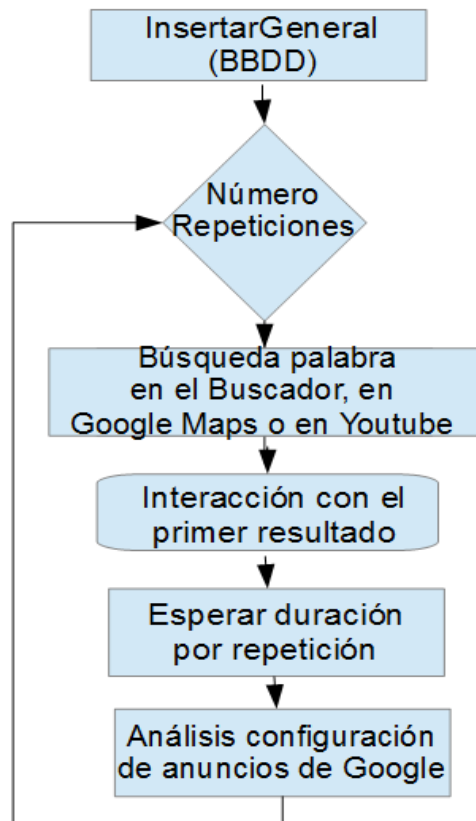 InsertarGeneral
(BBDD)
Número
Repeticiones
Búsqueda palabra
en el Buscador, en
Google Maps o en Youtube
Interacción con el
primer resultado
Esperar duración
por repetición
Análisis configuración
de anuncios de Google